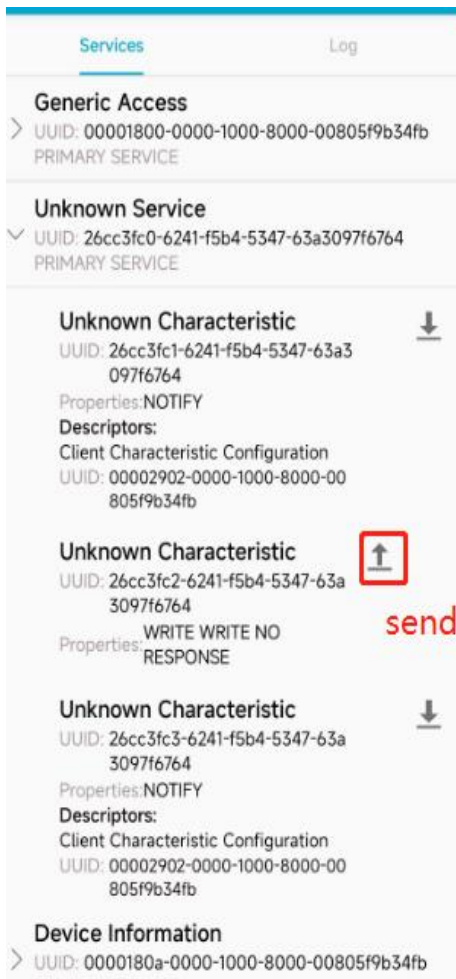 Services Log
Generic Access
UUID: 00001800-0000-1000-8000-00805f9b34fb
PRIMARY SERVICE
Unknown Service
UUID: 26cc3fc0-6241-f5b4-5347-63a3097f6764
PRIMARY SERVICE
Unknown Characteristic
UUID: 26cc3fc1-6241-f5b4-5347-63a3
097f6764
Properties:NOTIFY
Descriptors:
Client Characteristic Configuration
UUID: 00002902-0000-1000-8000-00
805f9b34fb
Unknown Characteristic
UUID: 26cc3fc2-6241-f5b4-5347-63a
3097f6764
send
Properties:WRITE WRITE NO
RESPONSE
Unknown Characteristic
UUID: 26cc3fc3-6241-f5b4-5347-63a
3097f6764
Properties:NOTIFY
Descriptors:
Client Characteristic Configuration
UUID: 00002902-0000-1000-8000-00
805f9b34fb
Device Information
UUID: 0000180a-0000-1000-8000-00805f9b34fb